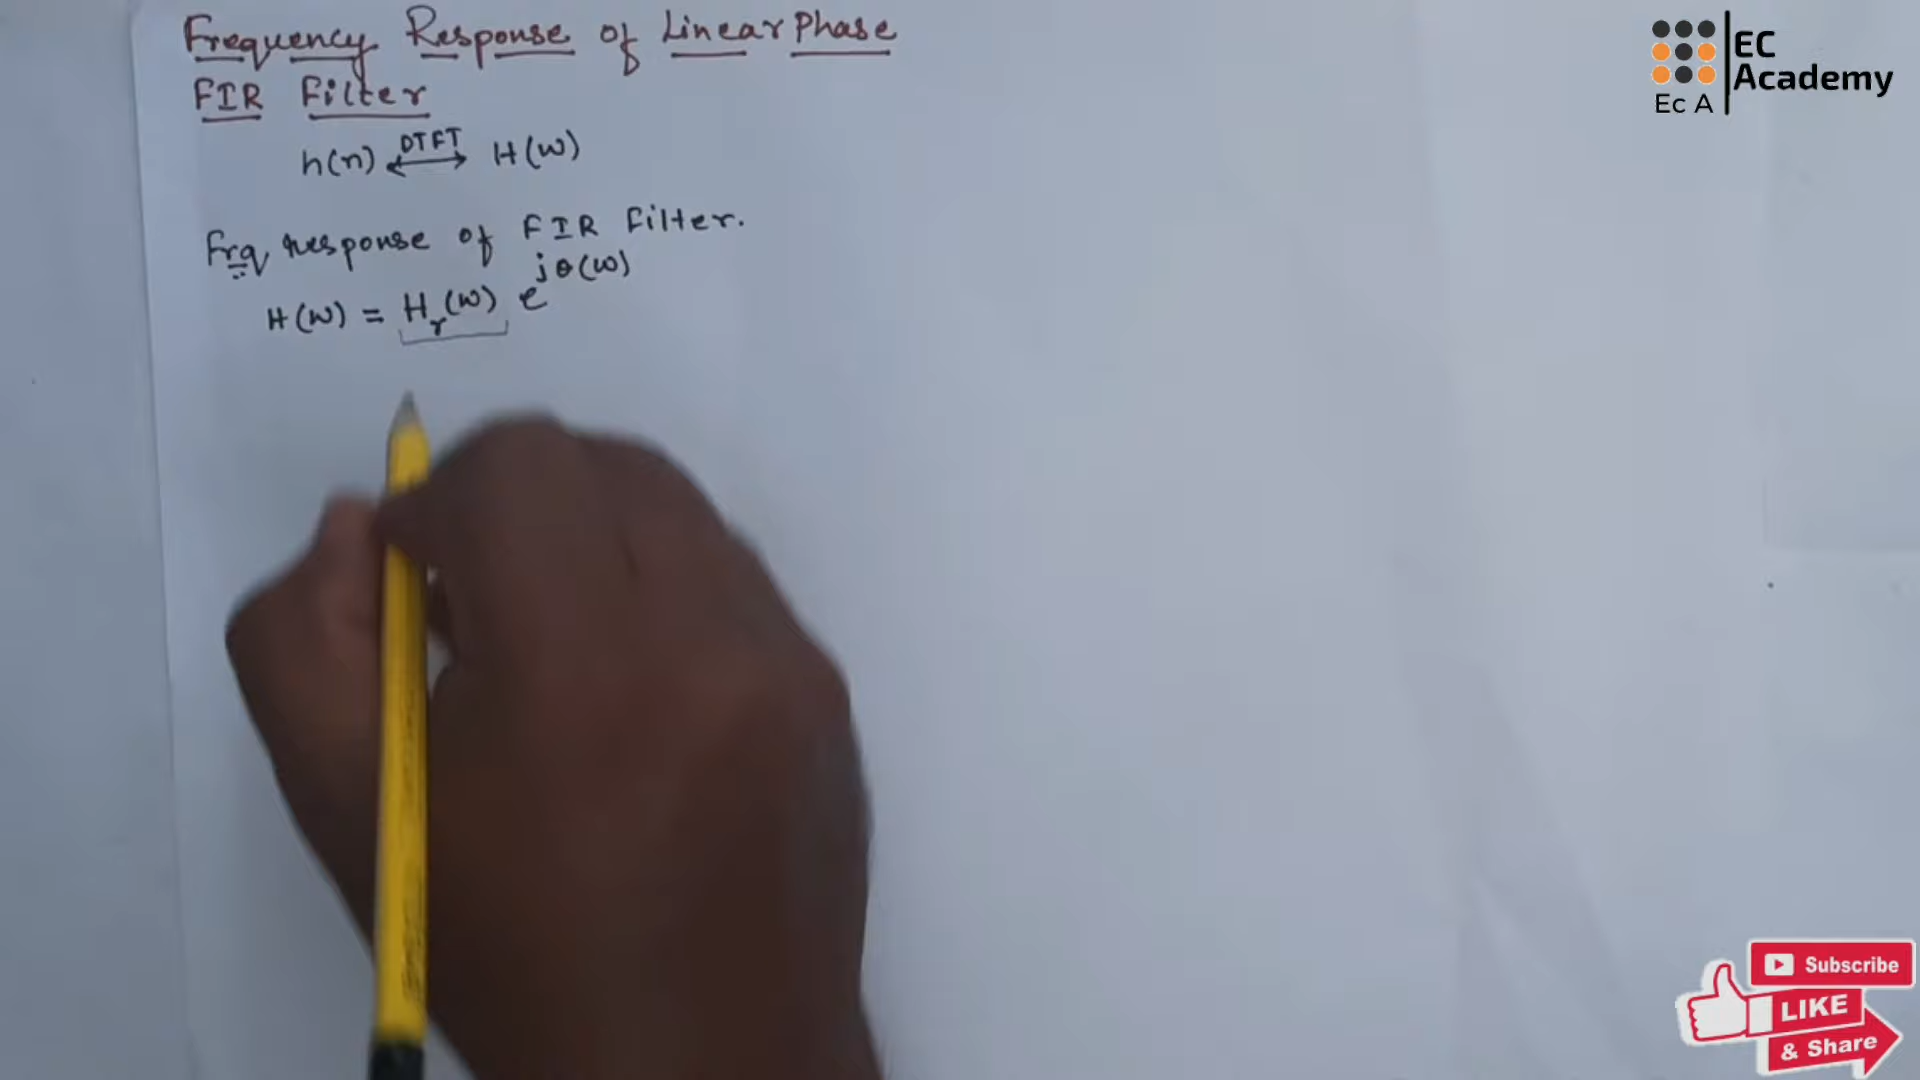 Frequency Response of Linear Phase
FIR Filter
h(n) ⟷ H(w)
DTFT
Frq response of FIR Filter.
H(w) = Hr(w) e^jθ(w)
EC
Academy
Ec A
Subscribe
LIKE
& Share